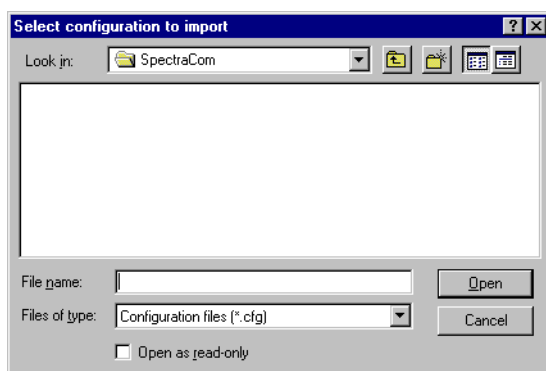 Select configuration to import
Look in: SpectraCom
File name: Open
Files of type: Configuration files (*.cfg) Cancel
Open as read-only